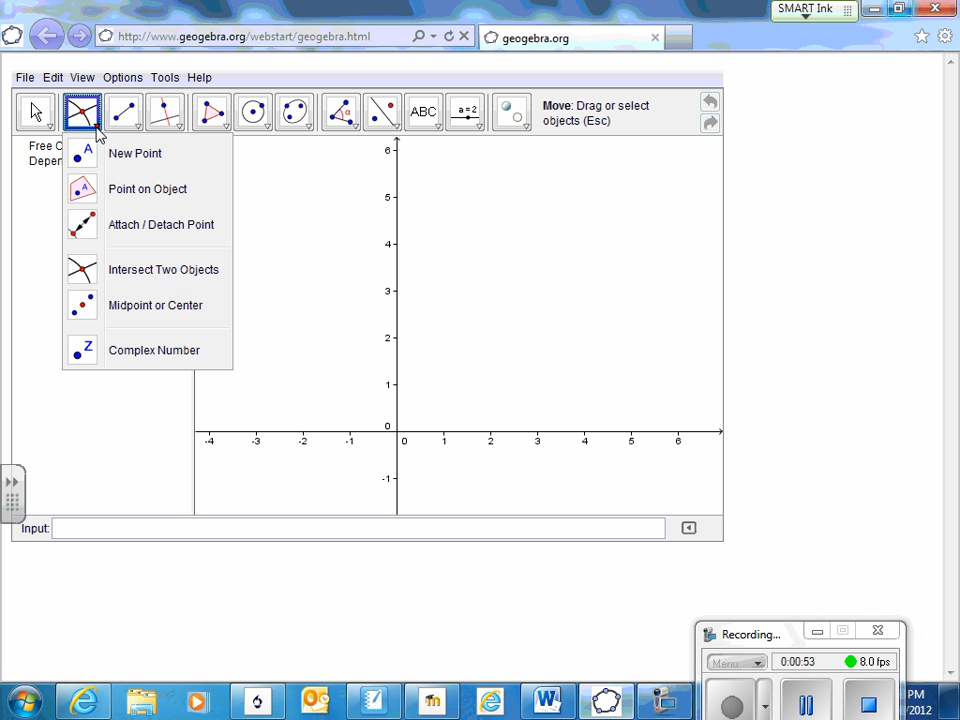 SMART Ink
http://www.geogebra.org/webstart/geogebra.html
geogebra.org
File Edit View Options Tools Help
ABC
a = 2
Move: Drag or select
objects (Esc)
Free O
Depen
A New Point
A Point on Object
Attach / Detach Point
Intersect Two Objects
Midpoint or Center
Z Complex Number
6
5
4
3
2
1
0
-4 -3 -2 -1 0 1 2 3 4 5 6
-1
Input:
Recording...
Menu 0:00:53 8.0 fps
PM
/2012